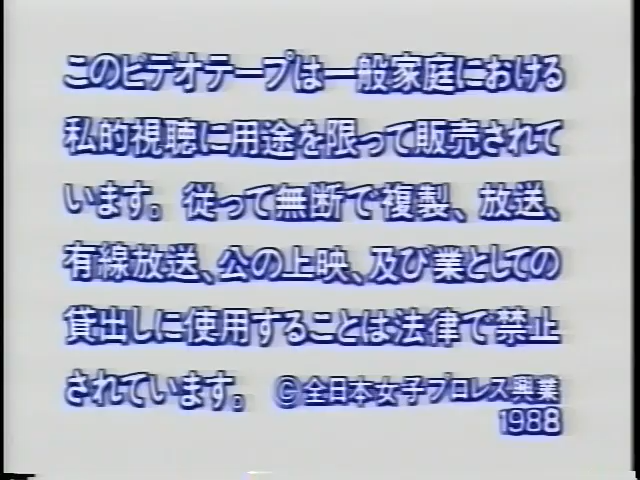 このビデオテープは一般家庭における
私的視聴に用途を限って販売されて
います。従って無断で複製、放送、
有線放送、公の上映、及び業としての
貸出しに使用することは法律で禁止
されています。©全日本女子プロレス興業
1988